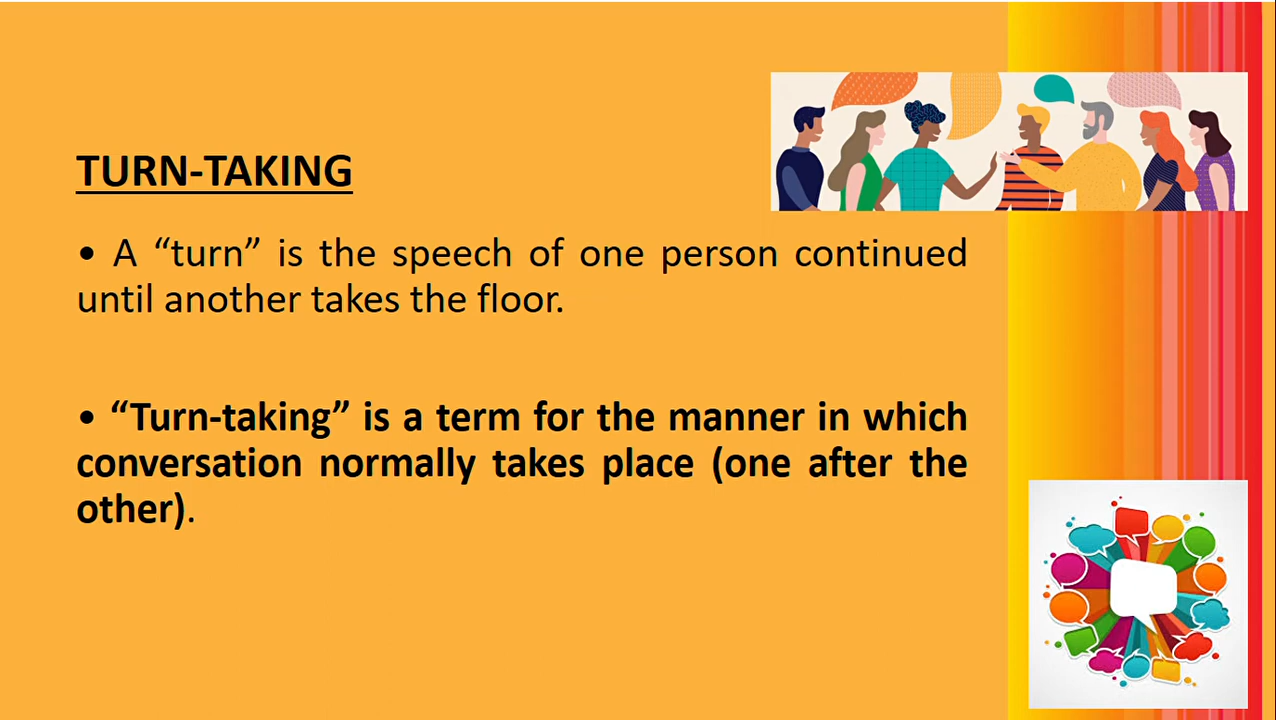 TURN-TAKING
• A “turn” is the speech of one person continued
until another takes the floor.
• “Turn-taking” is a term for the manner in which
conversation normally takes place (one after the
other).